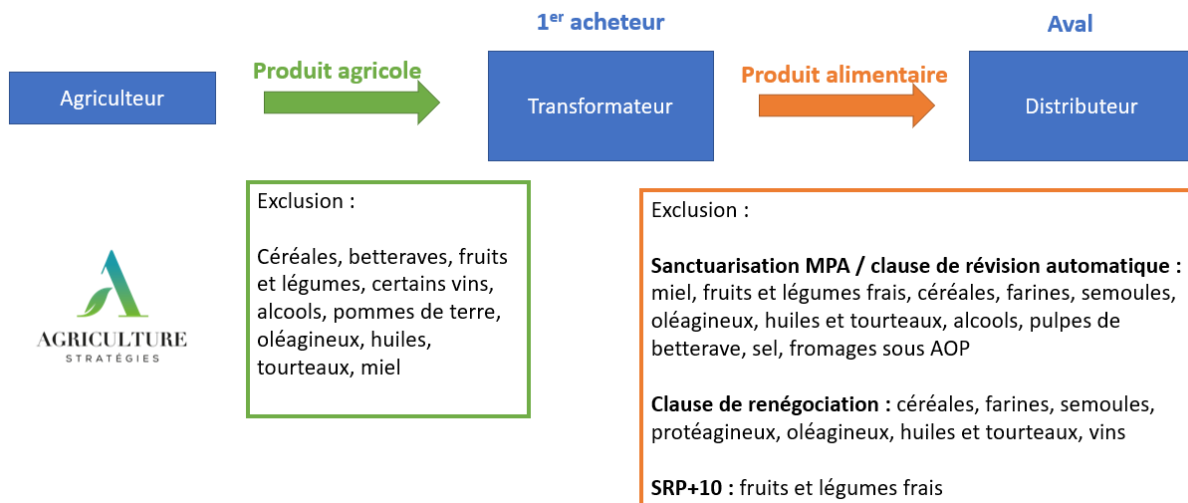 1er acheteur
Aval
Produit agricole
Produit alimentaire
Agriculteur
Transformateur
Distributeur
Exclusion :
Céréales, betteraves, fruits
et légumes, certains vins,
alcools, pommes de terre,
oléagineux, huiles,
tourteaux, miel
AGRICULTURE
STRATÉGIES
Exclusion :
Sanctuarisation MPA / clause de révision automatique :
miel, fruits et légumes frais, céréales, farines, semoules,
oléagineux, huiles et tourteaux, alcools, pulpes de
betterave, sel, fromages sous AOP
Clause de renégociation : céréales, farines, semoules,
protéagineux, oléagineux, huiles et tourteaux, vins
SRP+10 : fruits et légumes frais